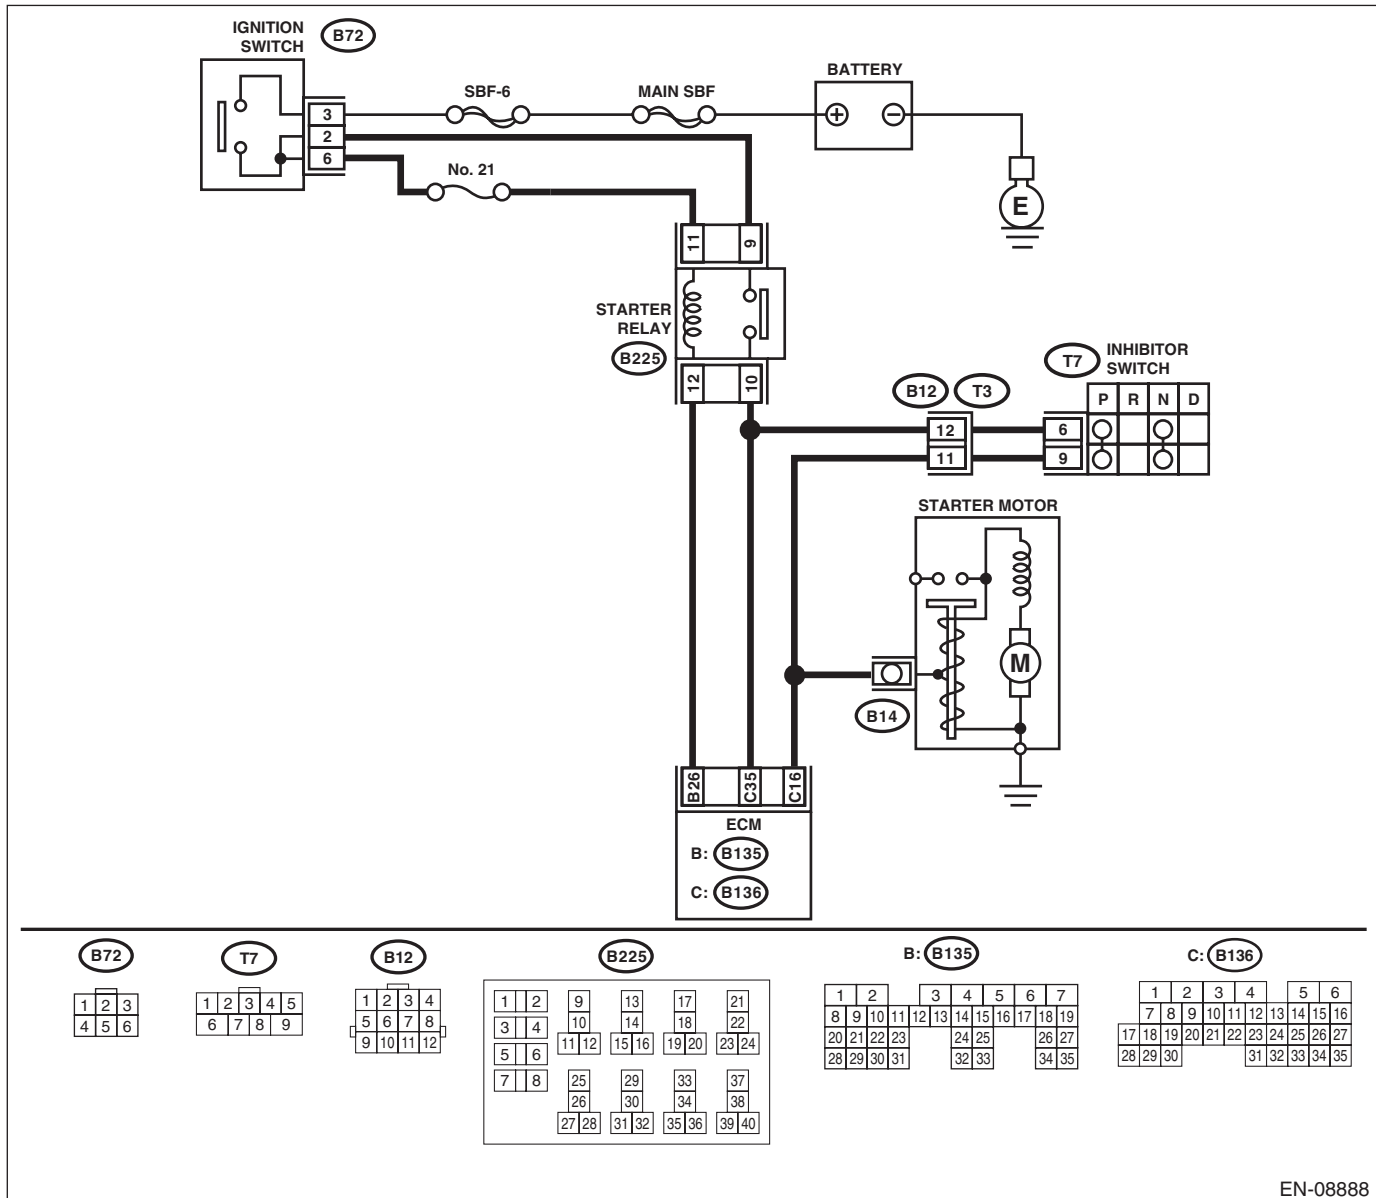 IGNITION
SWITCH
B72
3
2
6
SBF-6
MAIN SBF
BATTERY
+
−
E
No. 21
11
9
STARTER
RELAY
B225
12
10
B12
T3
T7
INHIBITOR
SWITCH
P R N D
12
6
11
9
STARTER MOTOR
M
B14
B26
C35
C16
ECM
B: B135
C: B136
B72
1 2 3
4 5 6
T7
1 2 3 4 5
6 7 8 9
B12
1 2 3 4
5 6 7 8
9 10 11 12
B225
1 2 9 13 17 21
3 4 10 14 18 22
5 6 11 12 15 16 19 20 23 24
7 8 25 29 33 37
26 30 34 38
27 28 31 32 35 36 39 40
B: B135
1 2 3 4 5 6 7
8 9 10 11 12 13 14 15 16 17 18 19
20 21 22 23 24 25 26 27
28 29 30 31 32 33 34 35
C: B136
1 2 3 4 5 6
7 8 9 10 11 12 13 14 15 16
17 18 19 20 21 22 23 24 25 26 27
28 29 30 31 32 33 34 35
EN-08888